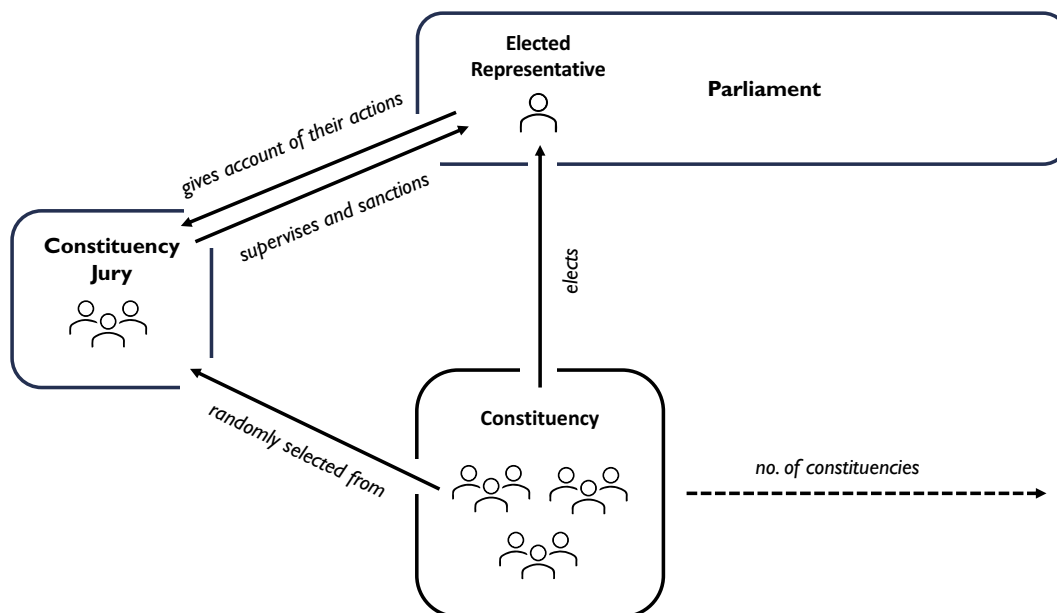 Elected
Representative
Parliament
gives account of their actions
supervises and sanctions
Constituency
Jury
elects
randomly selected from
Constituency
no. of constituencies